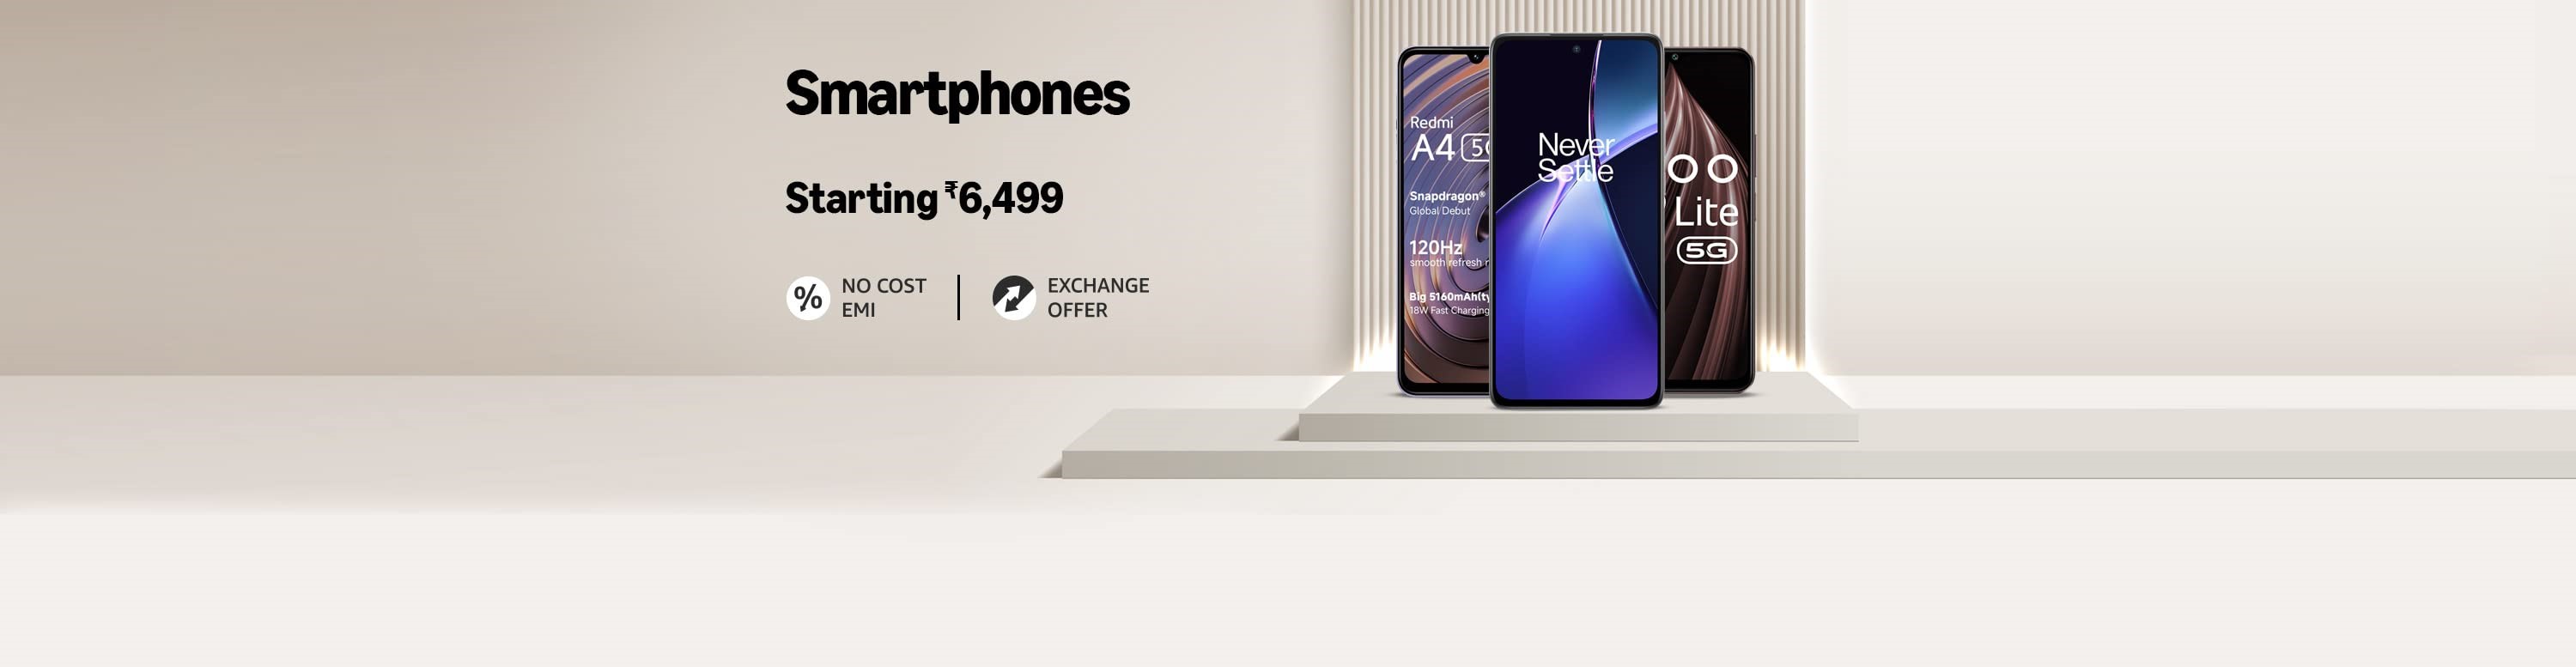 Smartphones
Starting ₹6,499
%
NO COST
EMI
EXCHANGE
OFFER
Redmi
A4
Snapdragon®
Global Debut
120Hz
smooth refresh
Big 5160mAh(ty
18W Fast Charging
Never
Settle
Lite
5G